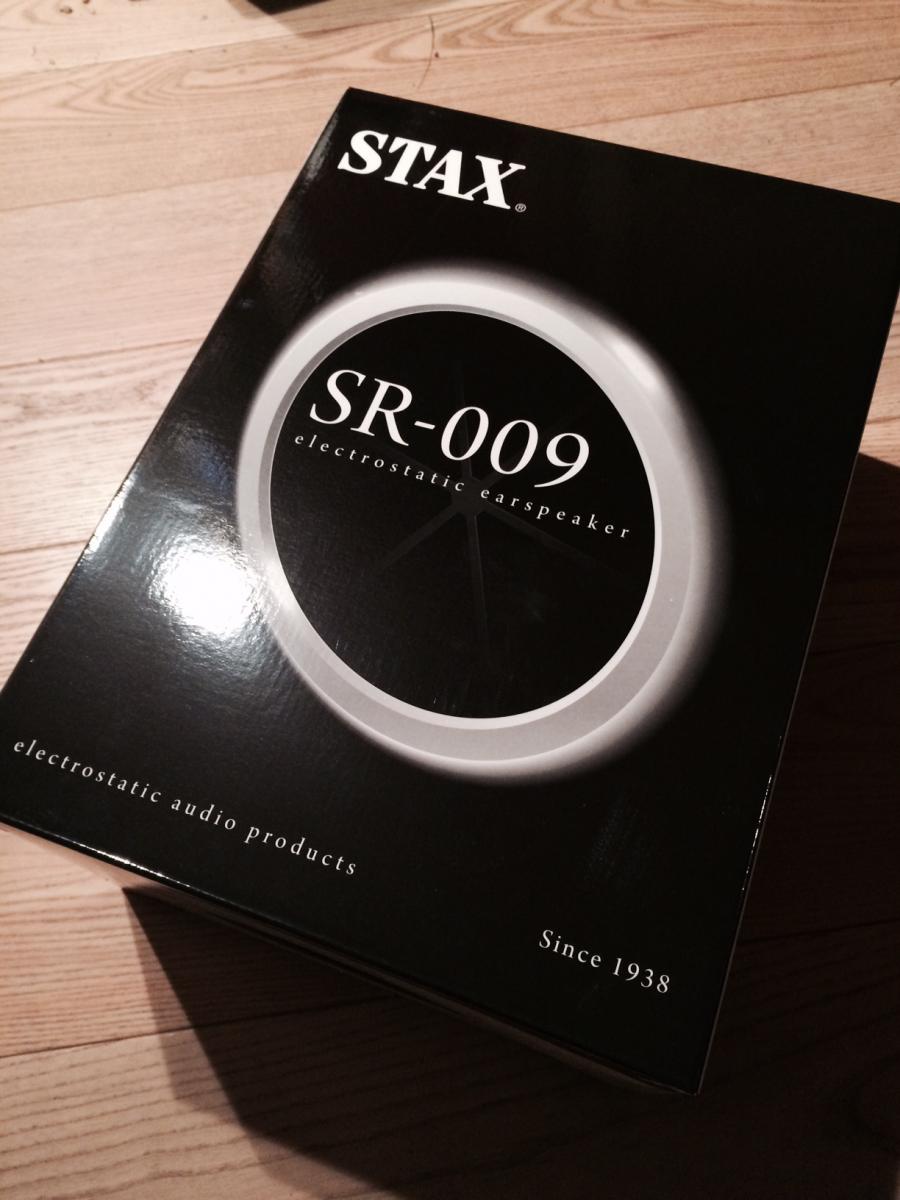 STAX®
SR-009
electrostatic earspeaker
electrostatic audio products
Since 1938